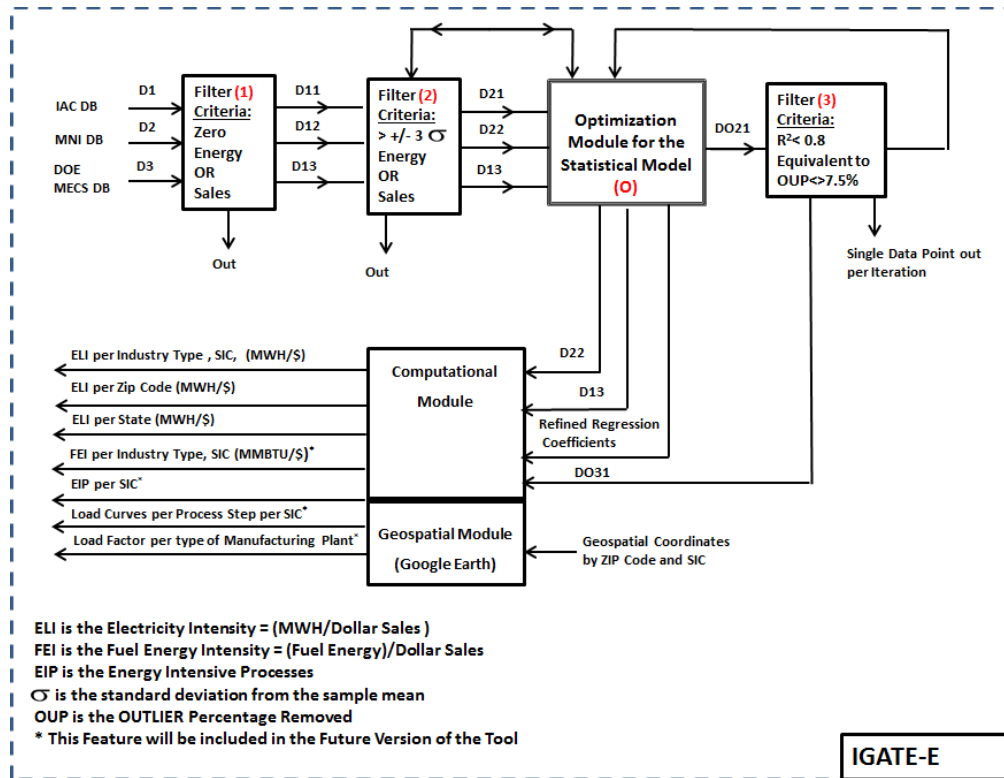 IAC DB
D1
MNI DB
D2
DOE
MECS DB
D3
Filter (1)
Criteria:
Zero
Energy
OR
Sales
Out
D11
D12
D13
Filter (2)
Criteria:
> +/- 3 σ
Energy
OR
Sales
Out
D21
D22
D13
Optimization
Module for the
Statistical Model
(O)
DO21
Filter (3)
Criteria:
R²< 0.8
Equivalent to
OUP<>7.5%
Single Data Point out
per Iteration
ELI per Industry Type , SIC, (MWH/$)
ELI per Zip Code (MWH/$)
ELI per State (MWH/$)
FEI per Industry Type, SIC (MMBTU/$)*
EIP per SIC*
Load Curves per Process Step per SIC*
Load Factor per type of Manufacturing Plant*
Computational
Module
Geospatial Module
(Google Earth)
D22
D13
Refined Regression
Coefficients
DO31
Geospatial Coordinates
by ZIP Code and SIC
ELI is the Electricity Intensity = (MWH/Dollar Sales )
FEI is the Fuel Energy Intensity = (Fuel Energy)/Dollar Sales
EIP is the Energy Intensive Processes
σ is the standard deviation from the sample mean
OUP is the OUTLIER Percentage Removed
* This Feature will be included in the Future Version of the Tool
IGATE-E